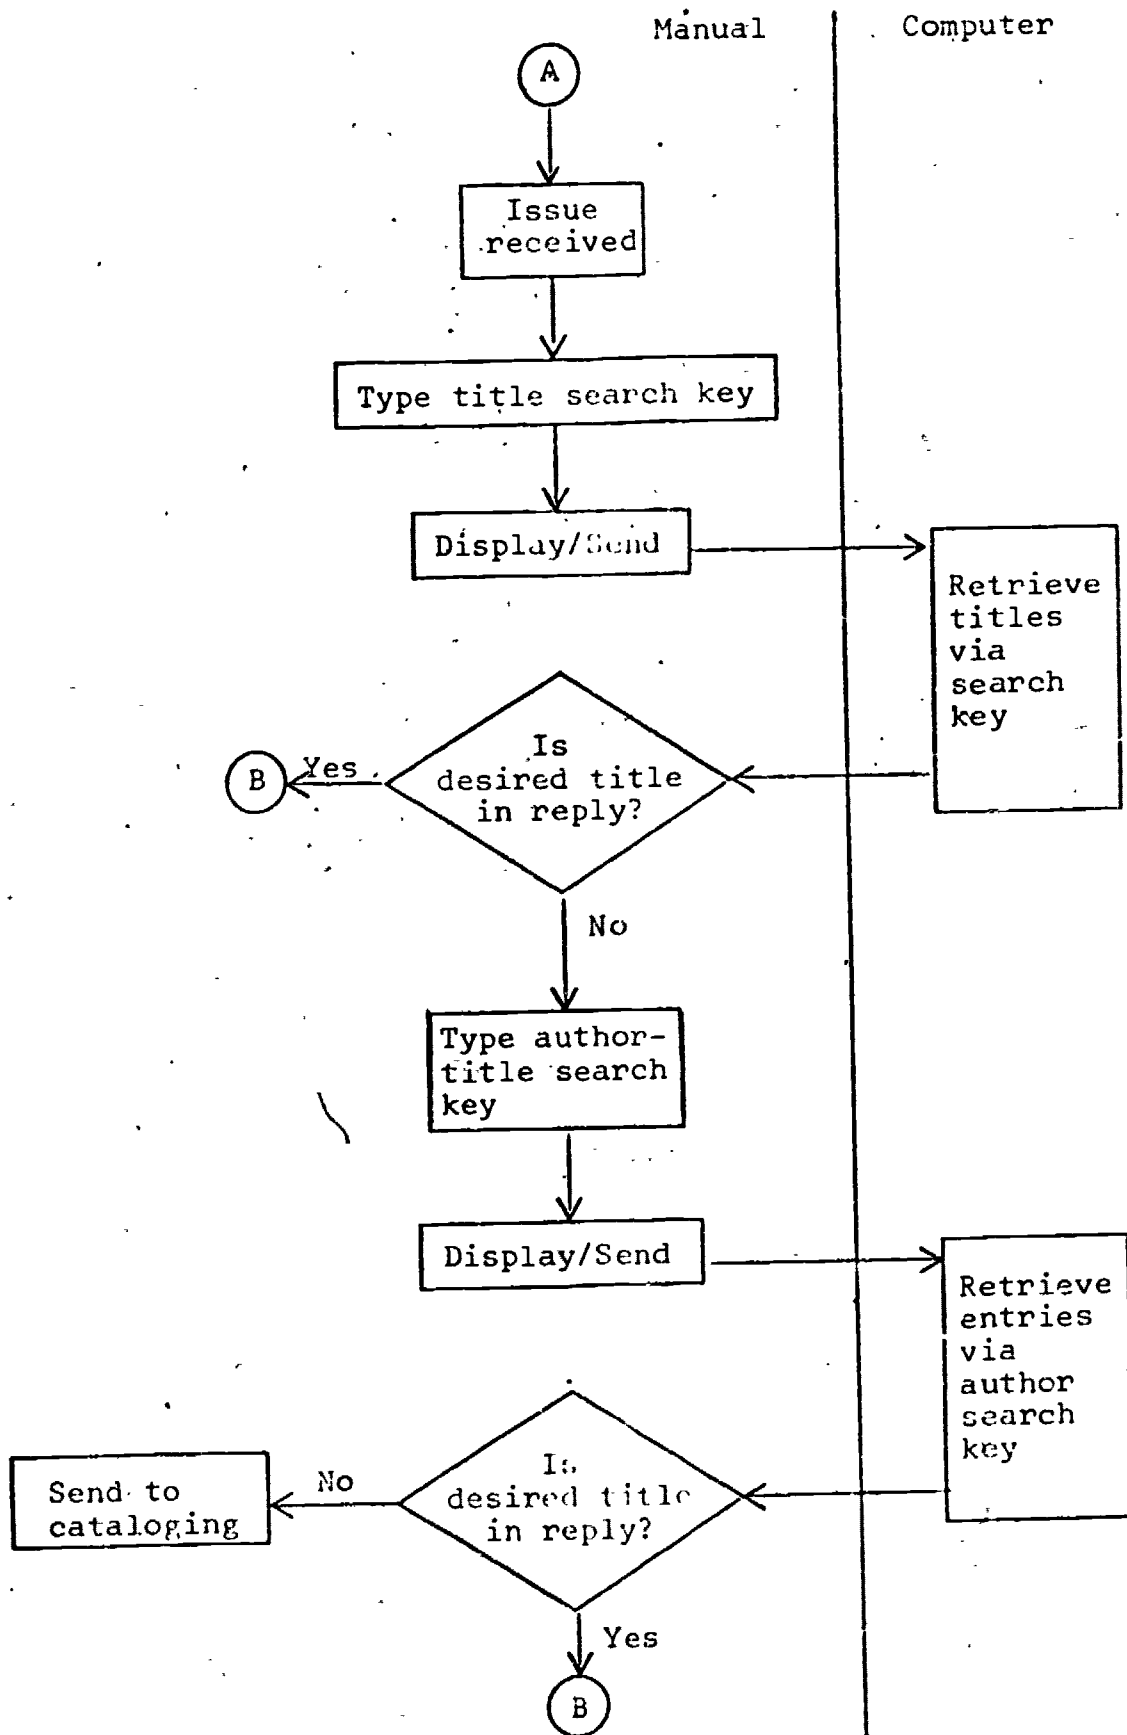 Manual
Computer
A
Issue
received
Type title search key
Display/Send
Retrieve
titles
via
search
key
Is
desired title
in reply?
Yes
B
No
Type author-
title search
key
Display/Send
Retrieve
entries
via
author
search
key
Is
desired title
in reply?
No
Send to
cataloging
Yes
B